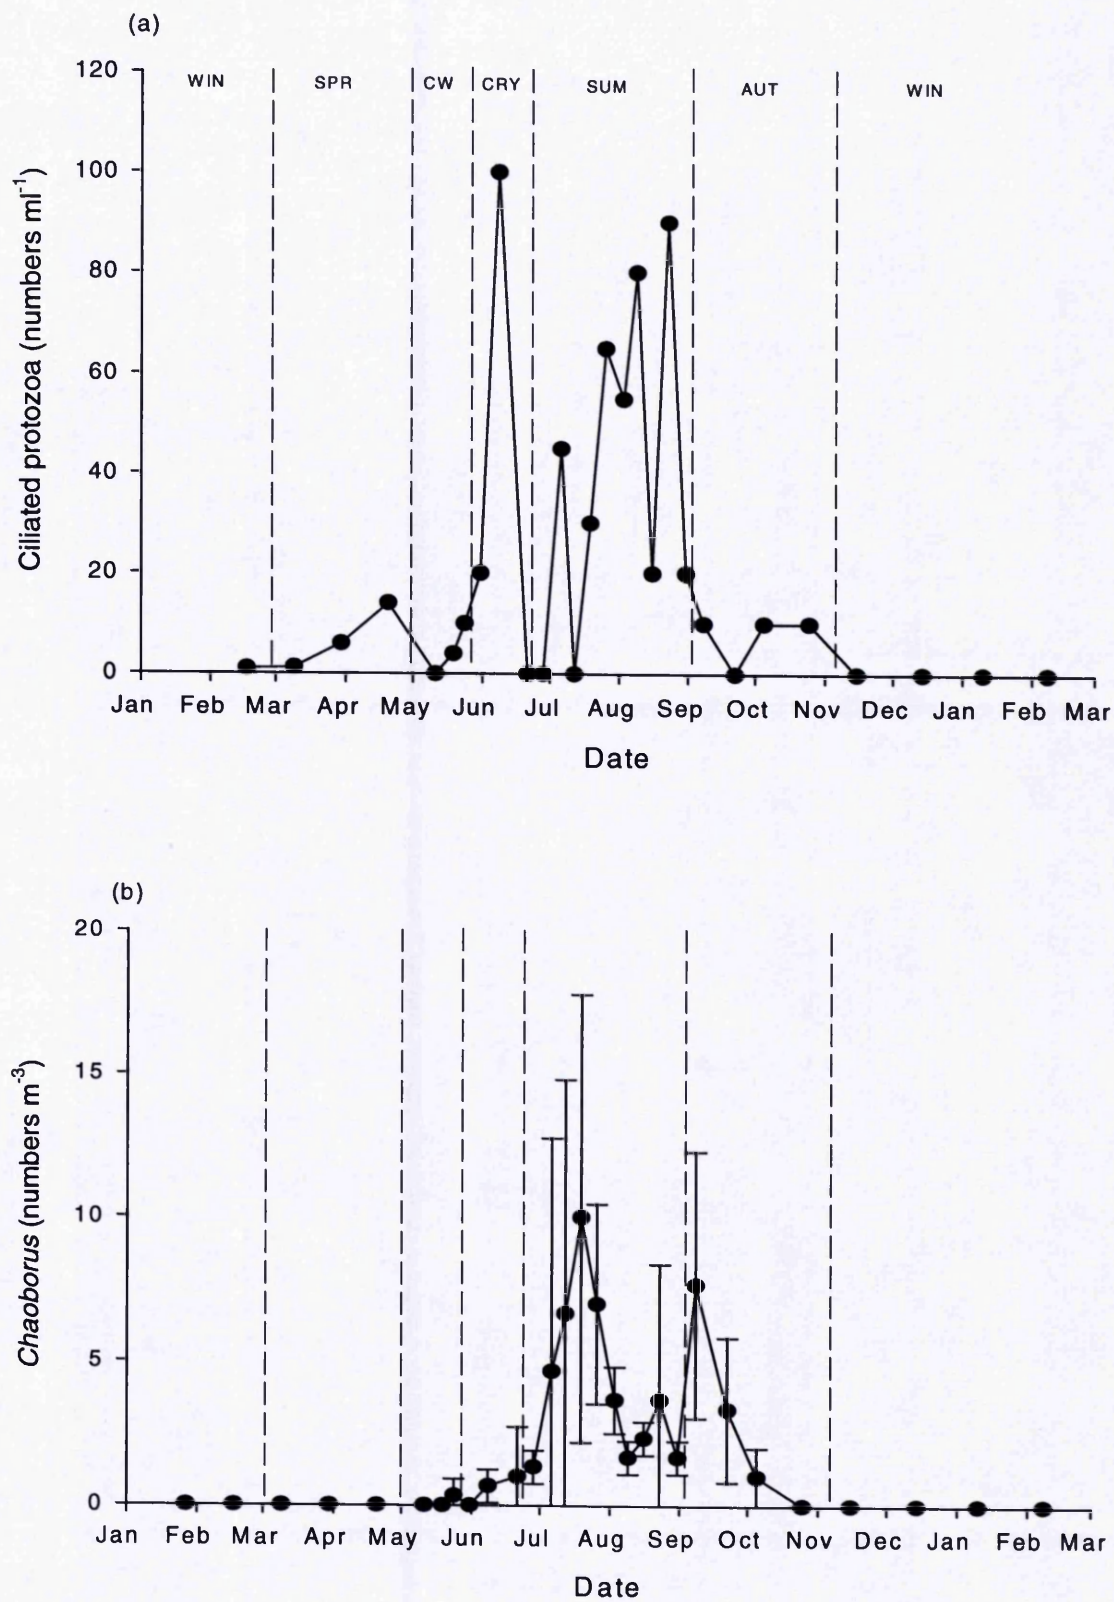 (a)
120
WIN SPR CW CRY SUM AUT WIN
100
80
60
40
20
0
Ciliated protozoa (numbers ml-1)
Jan Feb Mar Apr May Jun Jul Aug Sep Oct Nov Dec Jan Feb Mar
Date
(b)
20
15
10
5
0
Chaoborus (numbers m-3)
Jan Feb Mar Apr May Jun Jul Aug Sep Oct Nov Dec Jan Feb Mar
Date